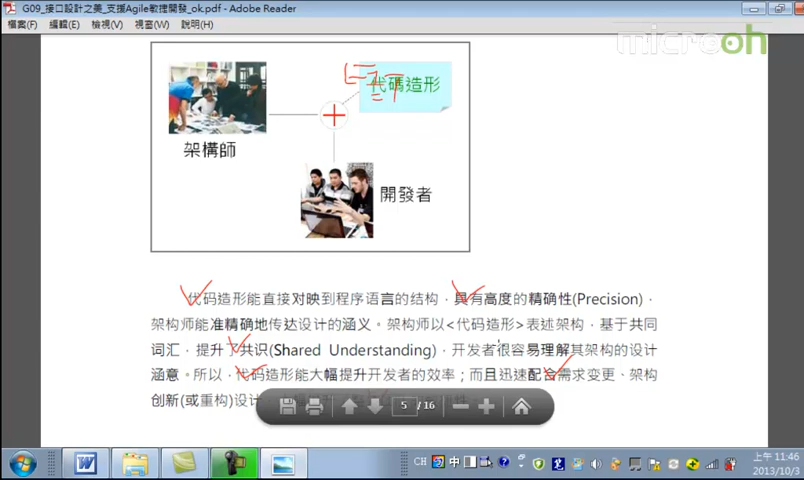 G09_接口設計之美_支援Agile敏捷開發_ok.pdf - Adobe Reader
檔案(F) 編輯(E) 檢視(V) 視窗(W) 說明(H)
microoh
代碼造形
架構師
開發者
代码造形能直接对映到程序语言的结构，具有高度的精确性(Precision)，
架构师能准精确地传达设计的涵义。架构师以<代码造形>表述架构，基于共同
词汇，提升了共识(Shared Understanding)，开发者很容易理解其架构的设计
涵意。所以，代码造形能大幅提升开发者的效率；而且迅速配合需求变更、架构
创新(或重构)设计，
5 / 16
CH 中
上午 11:46
2013/10/3